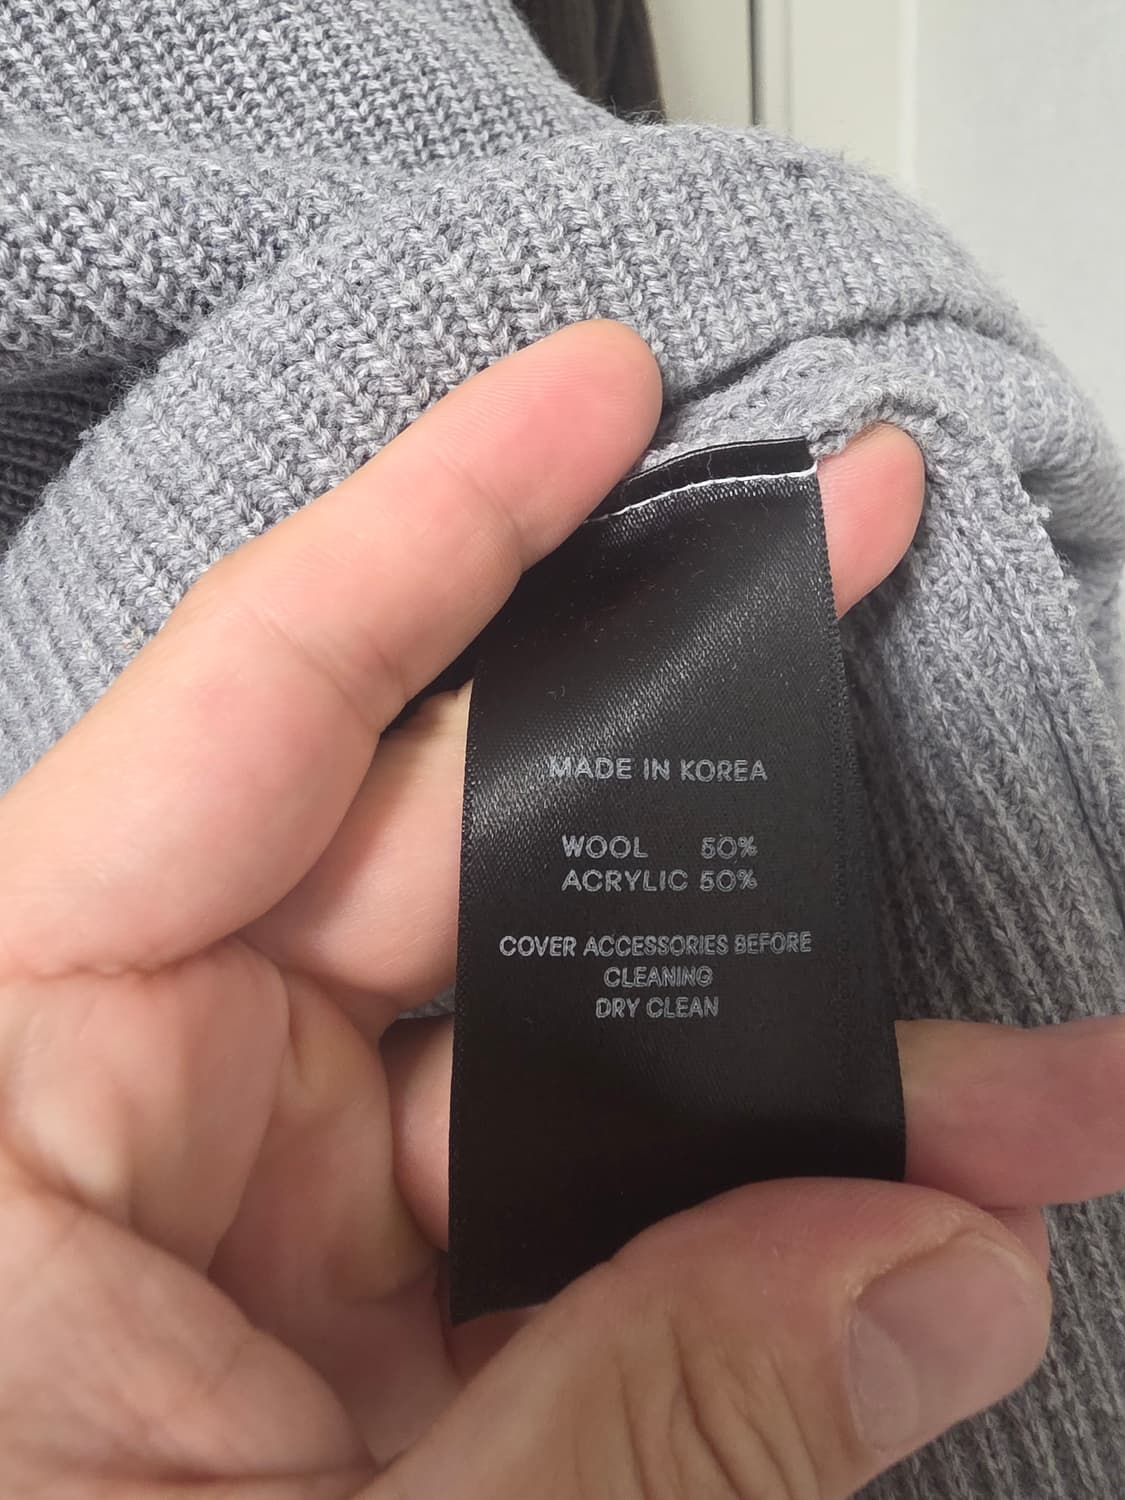 MADE IN KOREA
WOOL 50%
ACRYLIC 50%
COVER ACCESSORIES BEFORE
CLEANING
DRY CLEAN